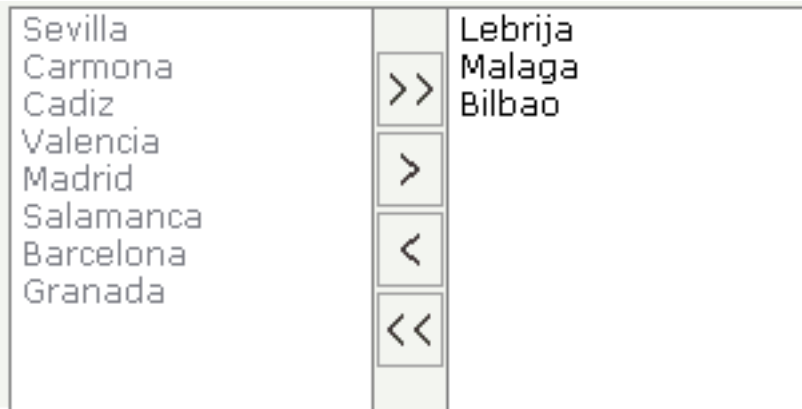 Sevilla
Carmona
Cadiz
Valencia
Madrid
Salamanca
Barcelona
Granada
>>
>
<
<<
Lebrija
Malaga
Bilbao